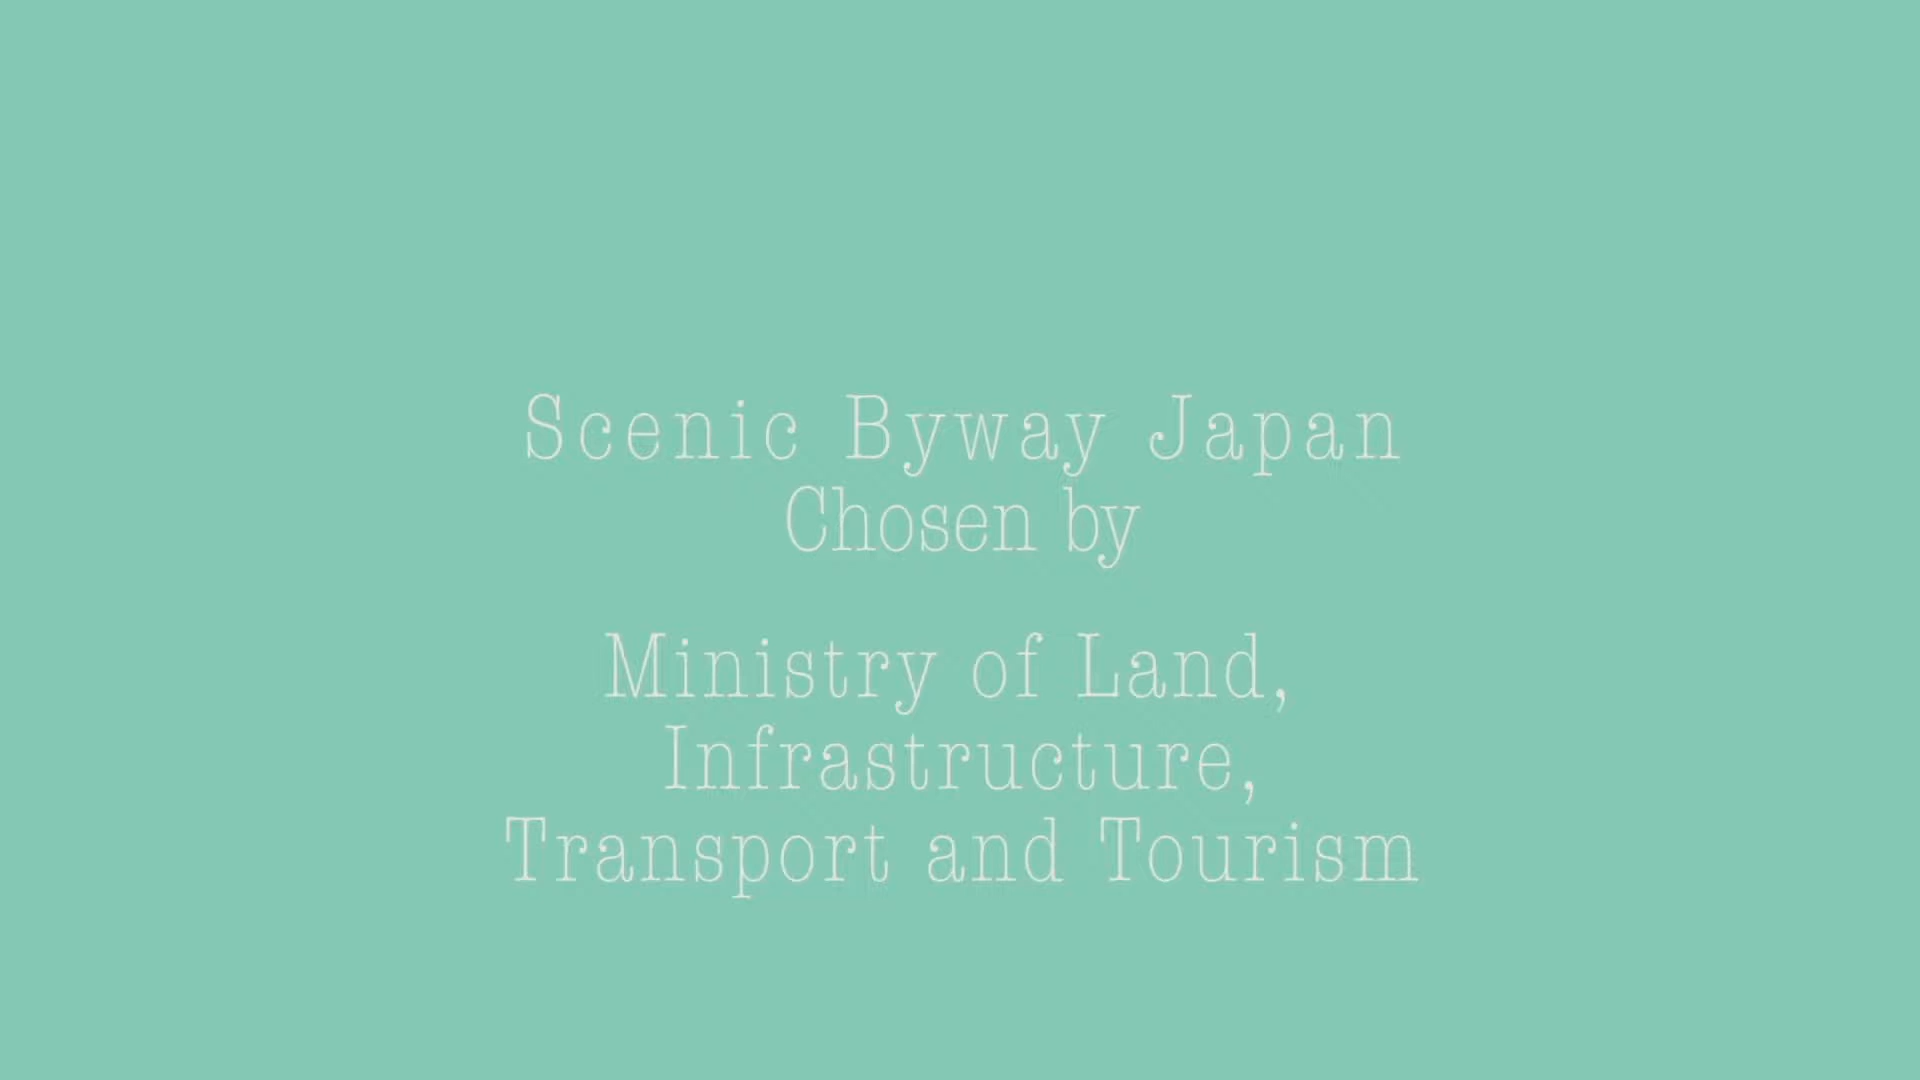 Scenic Byway Japan
Chosen by
Ministry of Land,
Infrastructure,
Transport and Tourism